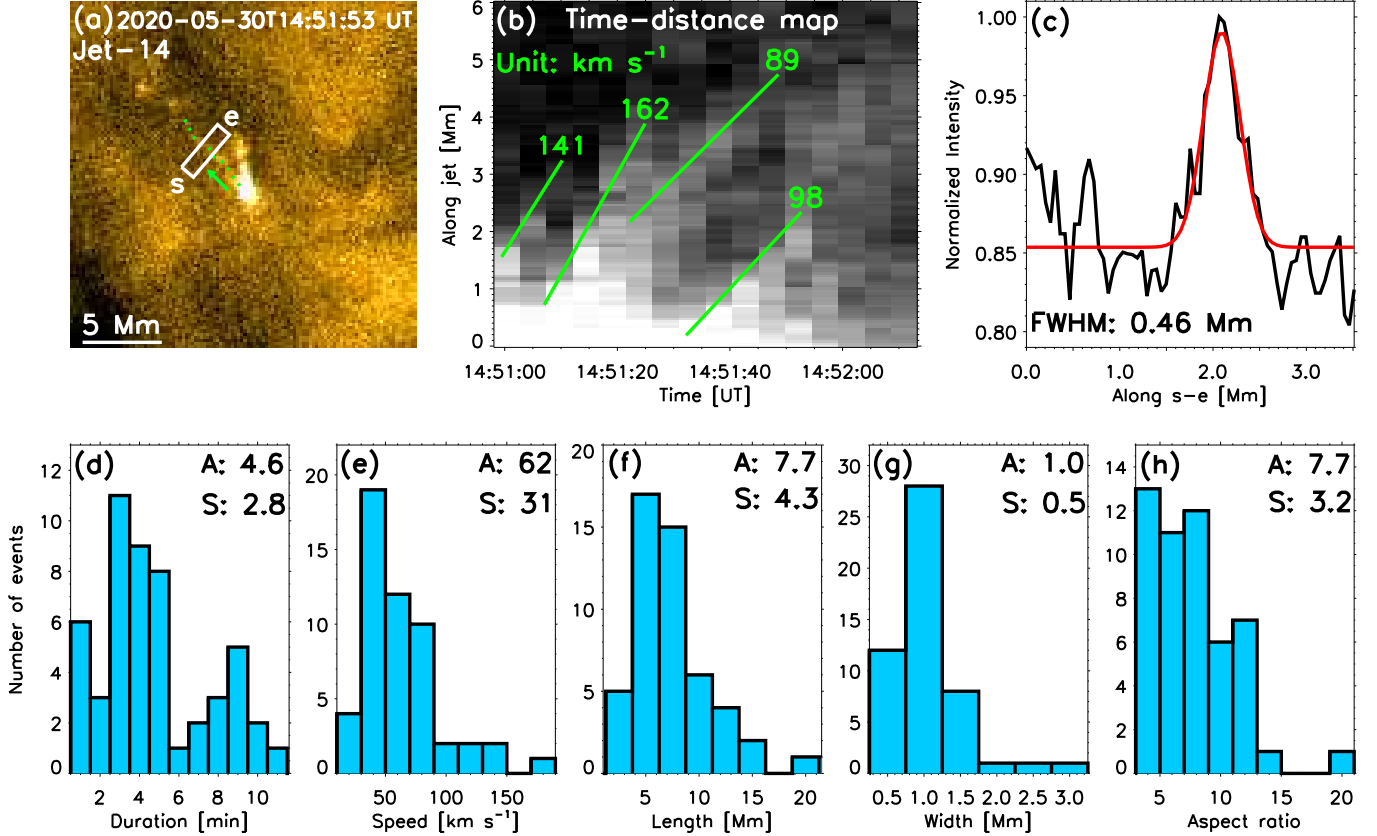 (a) 2020-05-30T14:51:53 UT
Jet-14
e
s
5 Mm
(b) Time-distance map
Unit: km s⁻¹
141
162
89
98
6
5
4
3
2
1
0
Along jet [Mm]
14:51:00 14:51:20 14:51:40 14:52:00
Time [UT]
(c)
FWHM: 0.46 Mm
1.00
0.95
0.90
0.85
0.80
Normalized Intensity
0.0 1.0 2.0 3.0
Along s-e [Mm]
(d) A: 4.6
S: 2.8
12
10
8
6
4
2
0
Number of events
2 4 6 8 10
Duration [min]
(e) A: 62
S: 31
20
15
10
5
0
50 100 150
Speed [km s⁻¹]
(f) A: 7.7
S: 4.3
20
15
10
5
0
5 10 15 20
Length [Mm]
(g) A: 1.0
S: 0.5
30
25
20
15
10
5
0
0.5 1.0 1.5 2.0 2.5 3.0
Width [Mm]
(h) A: 7.7
S: 3.2
14
12
10
8
6
4
2
0
5 10 15 20
Aspect ratio